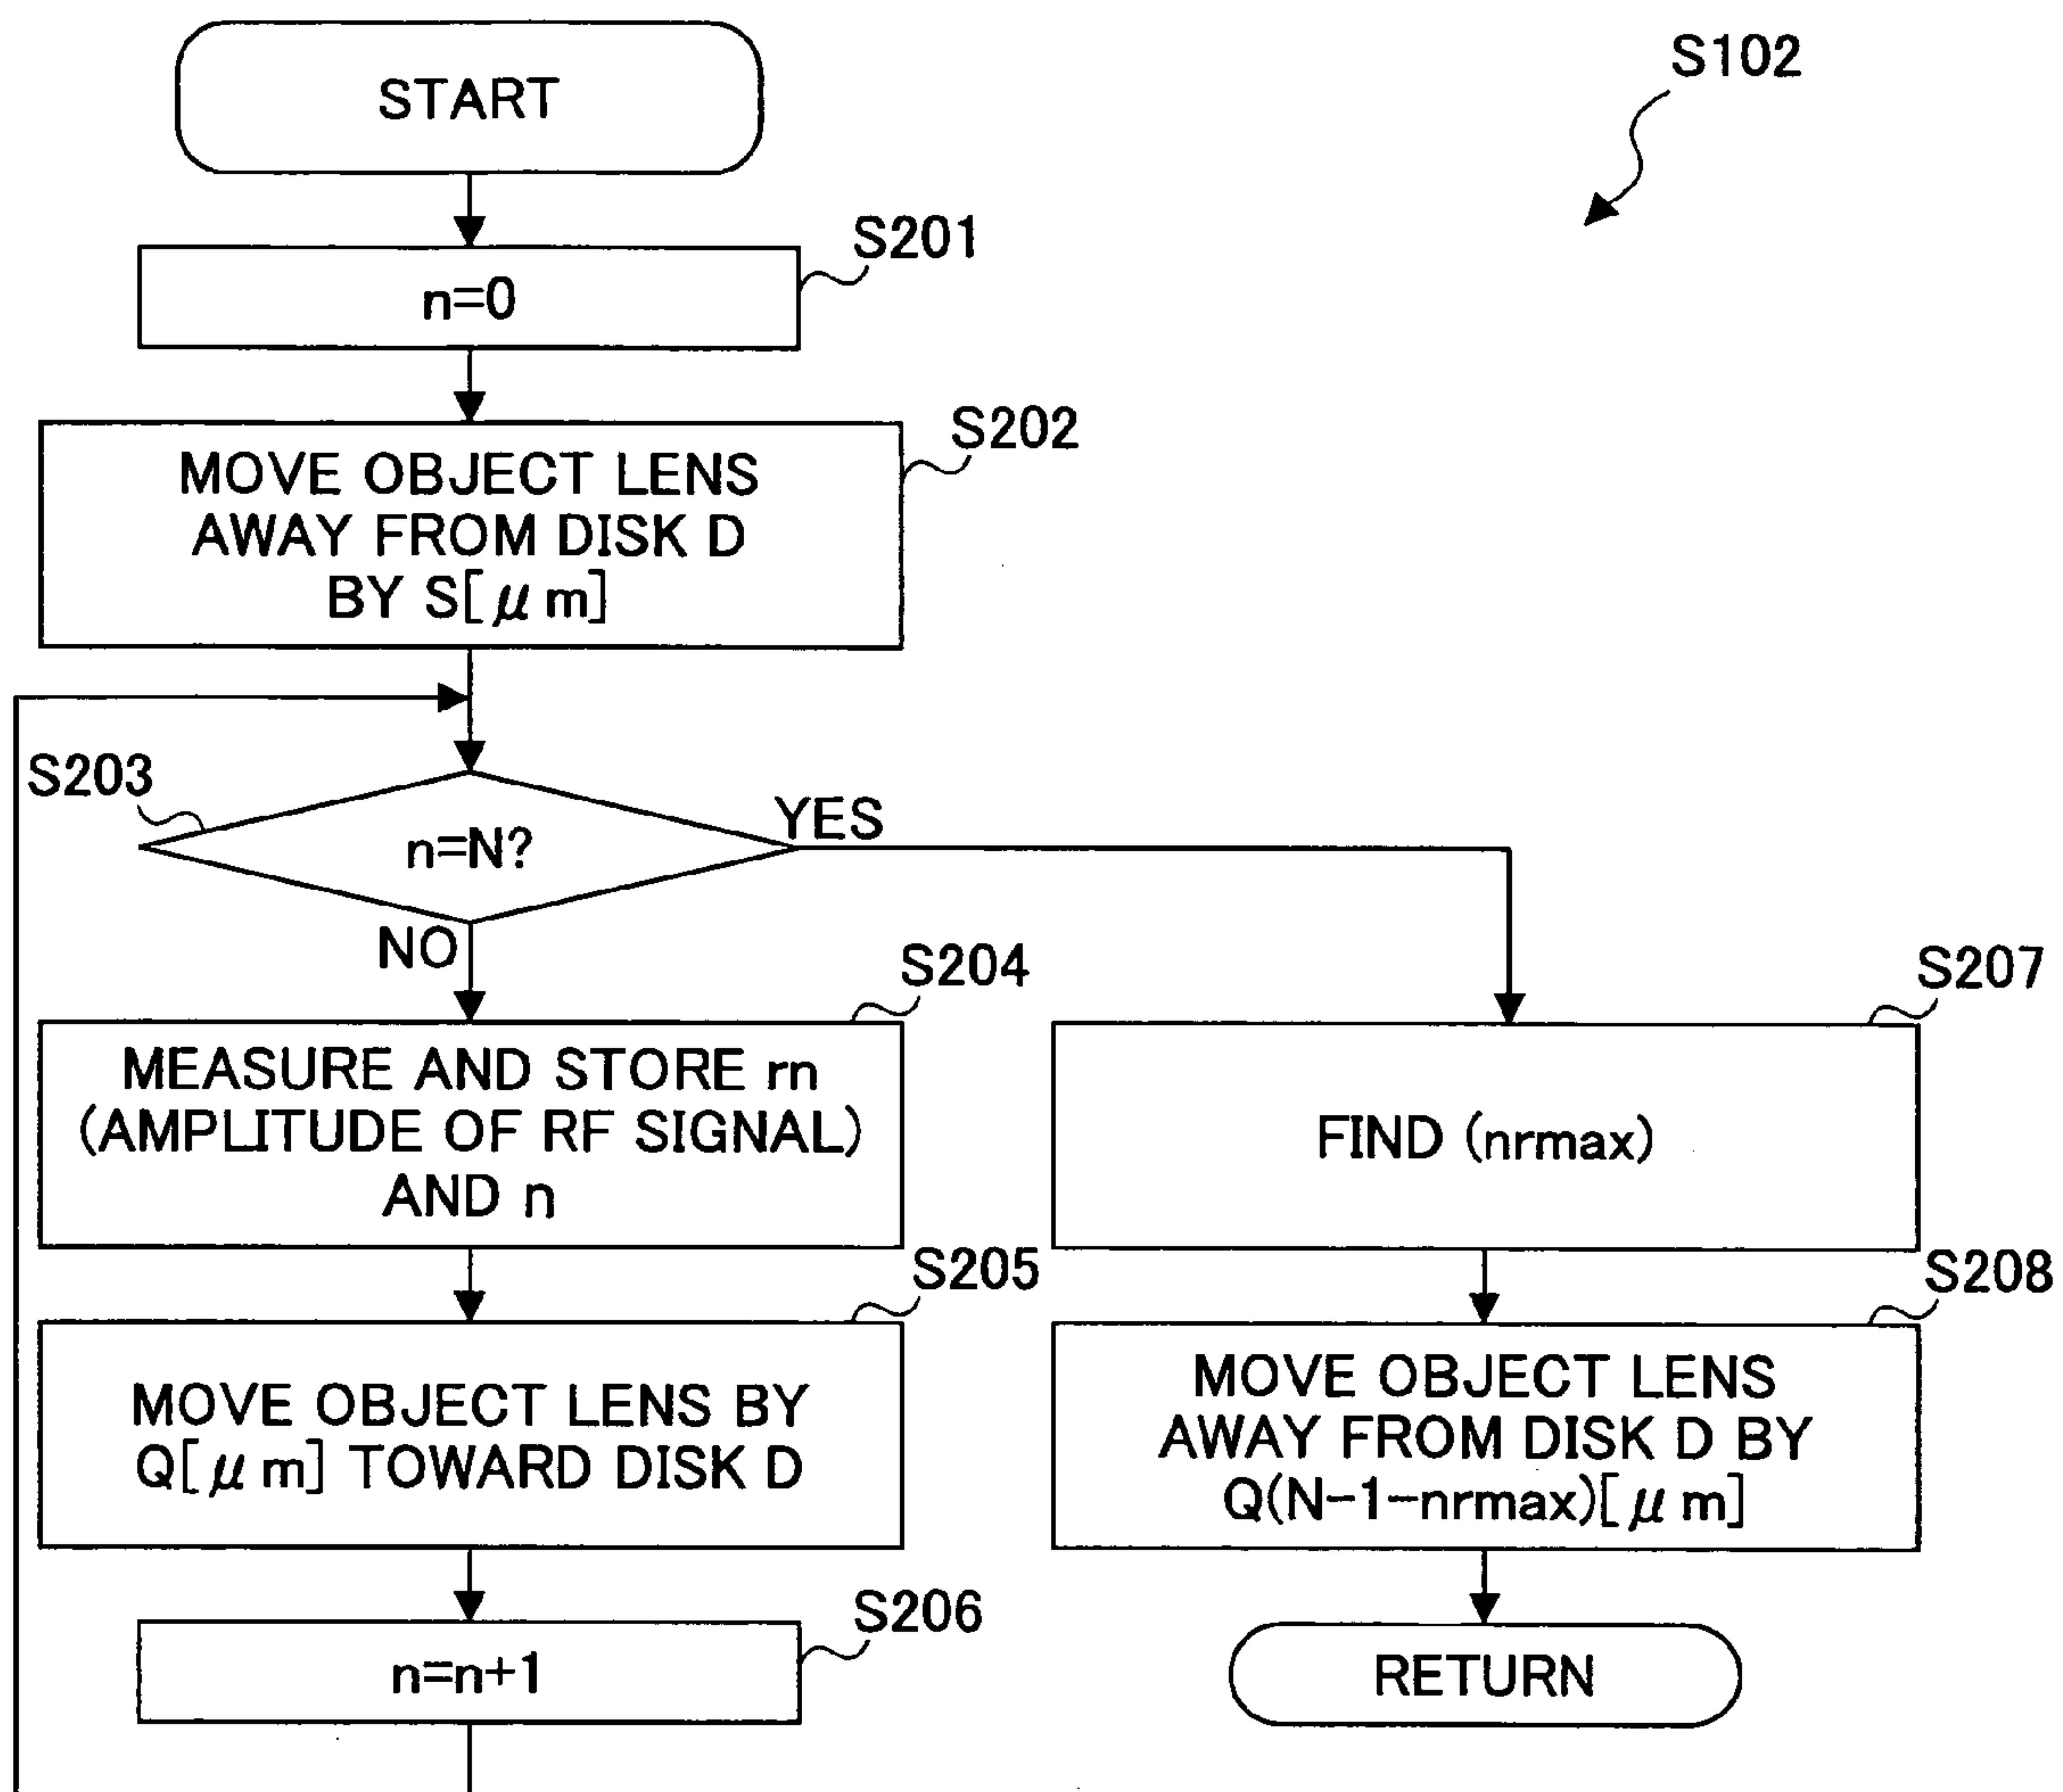 START
S102
S201
n=0
S202
MOVE OBJECT LENS
AWAY FROM DISK D
BY S[μm]
S203
n=N?
YES
NO
S204
MEASURE AND STORE rn
(AMPLITUDE OF RF SIGNAL)
AND n
S205
MOVE OBJECT LENS BY
Q[μm] TOWARD DISK D
S206
n=n+1
S207
FIND (nrmax)
S208
MOVE OBJECT LENS
AWAY FROM DISK D BY
Q(N-1-nrmax)[μm]
RETURN